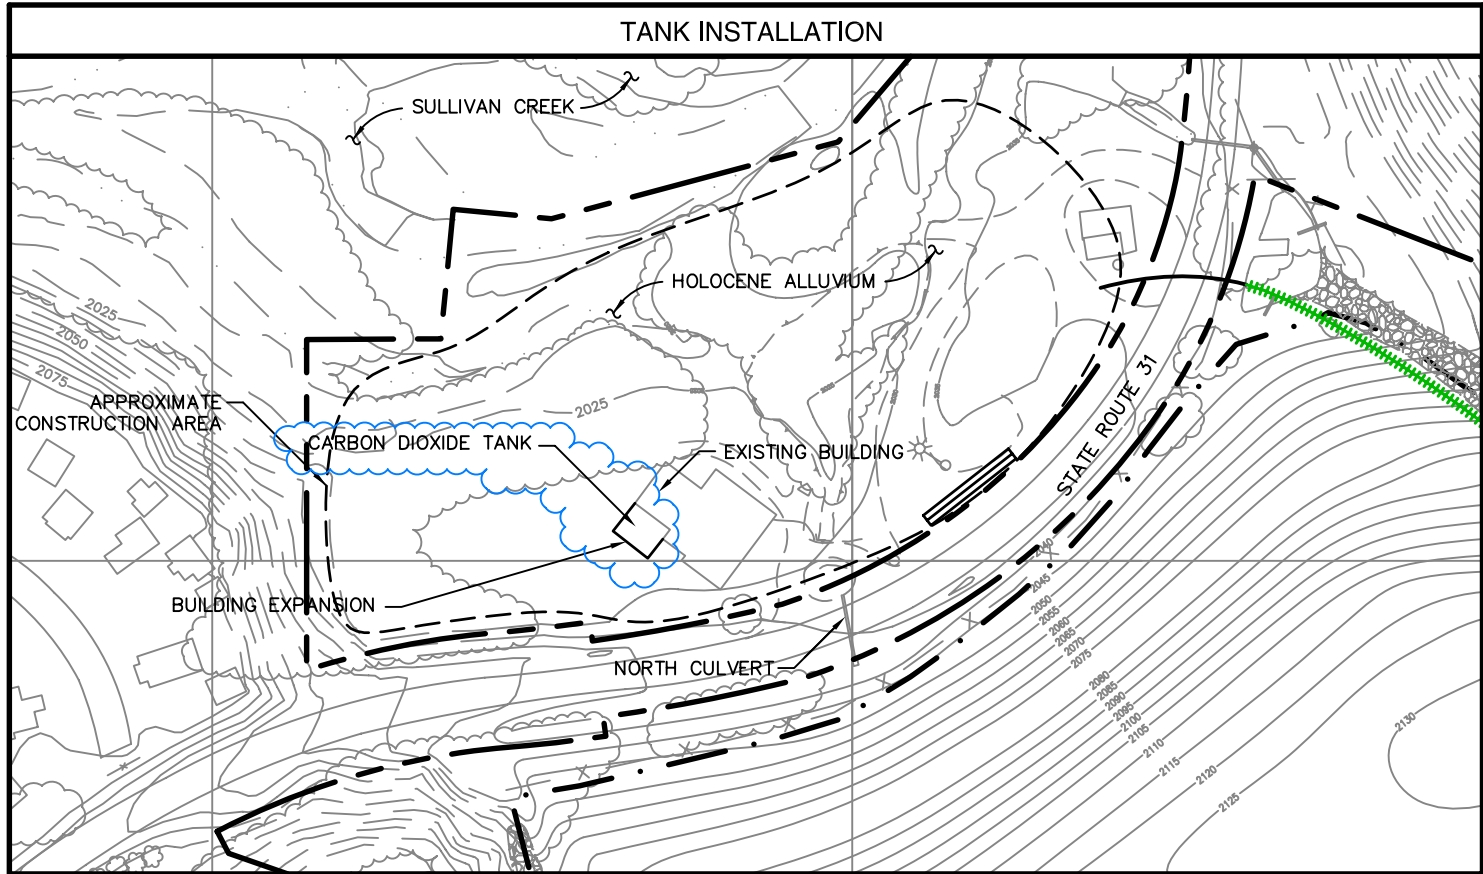 TANK INSTALLATION
SULLIVAN CREEK
HOLOCENE ALLUVIUM
2025
2050
2075
APPROXIMATE
CONSTRUCTION AREA
2025
CARBON DIOXIDE TANK
EXISTING BUILDING
STATE ROUTE 31
BUILDING EXPANSION
NORTH CULVERT
2040
2045
2050
2055
2060
2065
2070
2075
2080
2085
2090
2095
2100
2105
2110
2115
2120
2125
2130